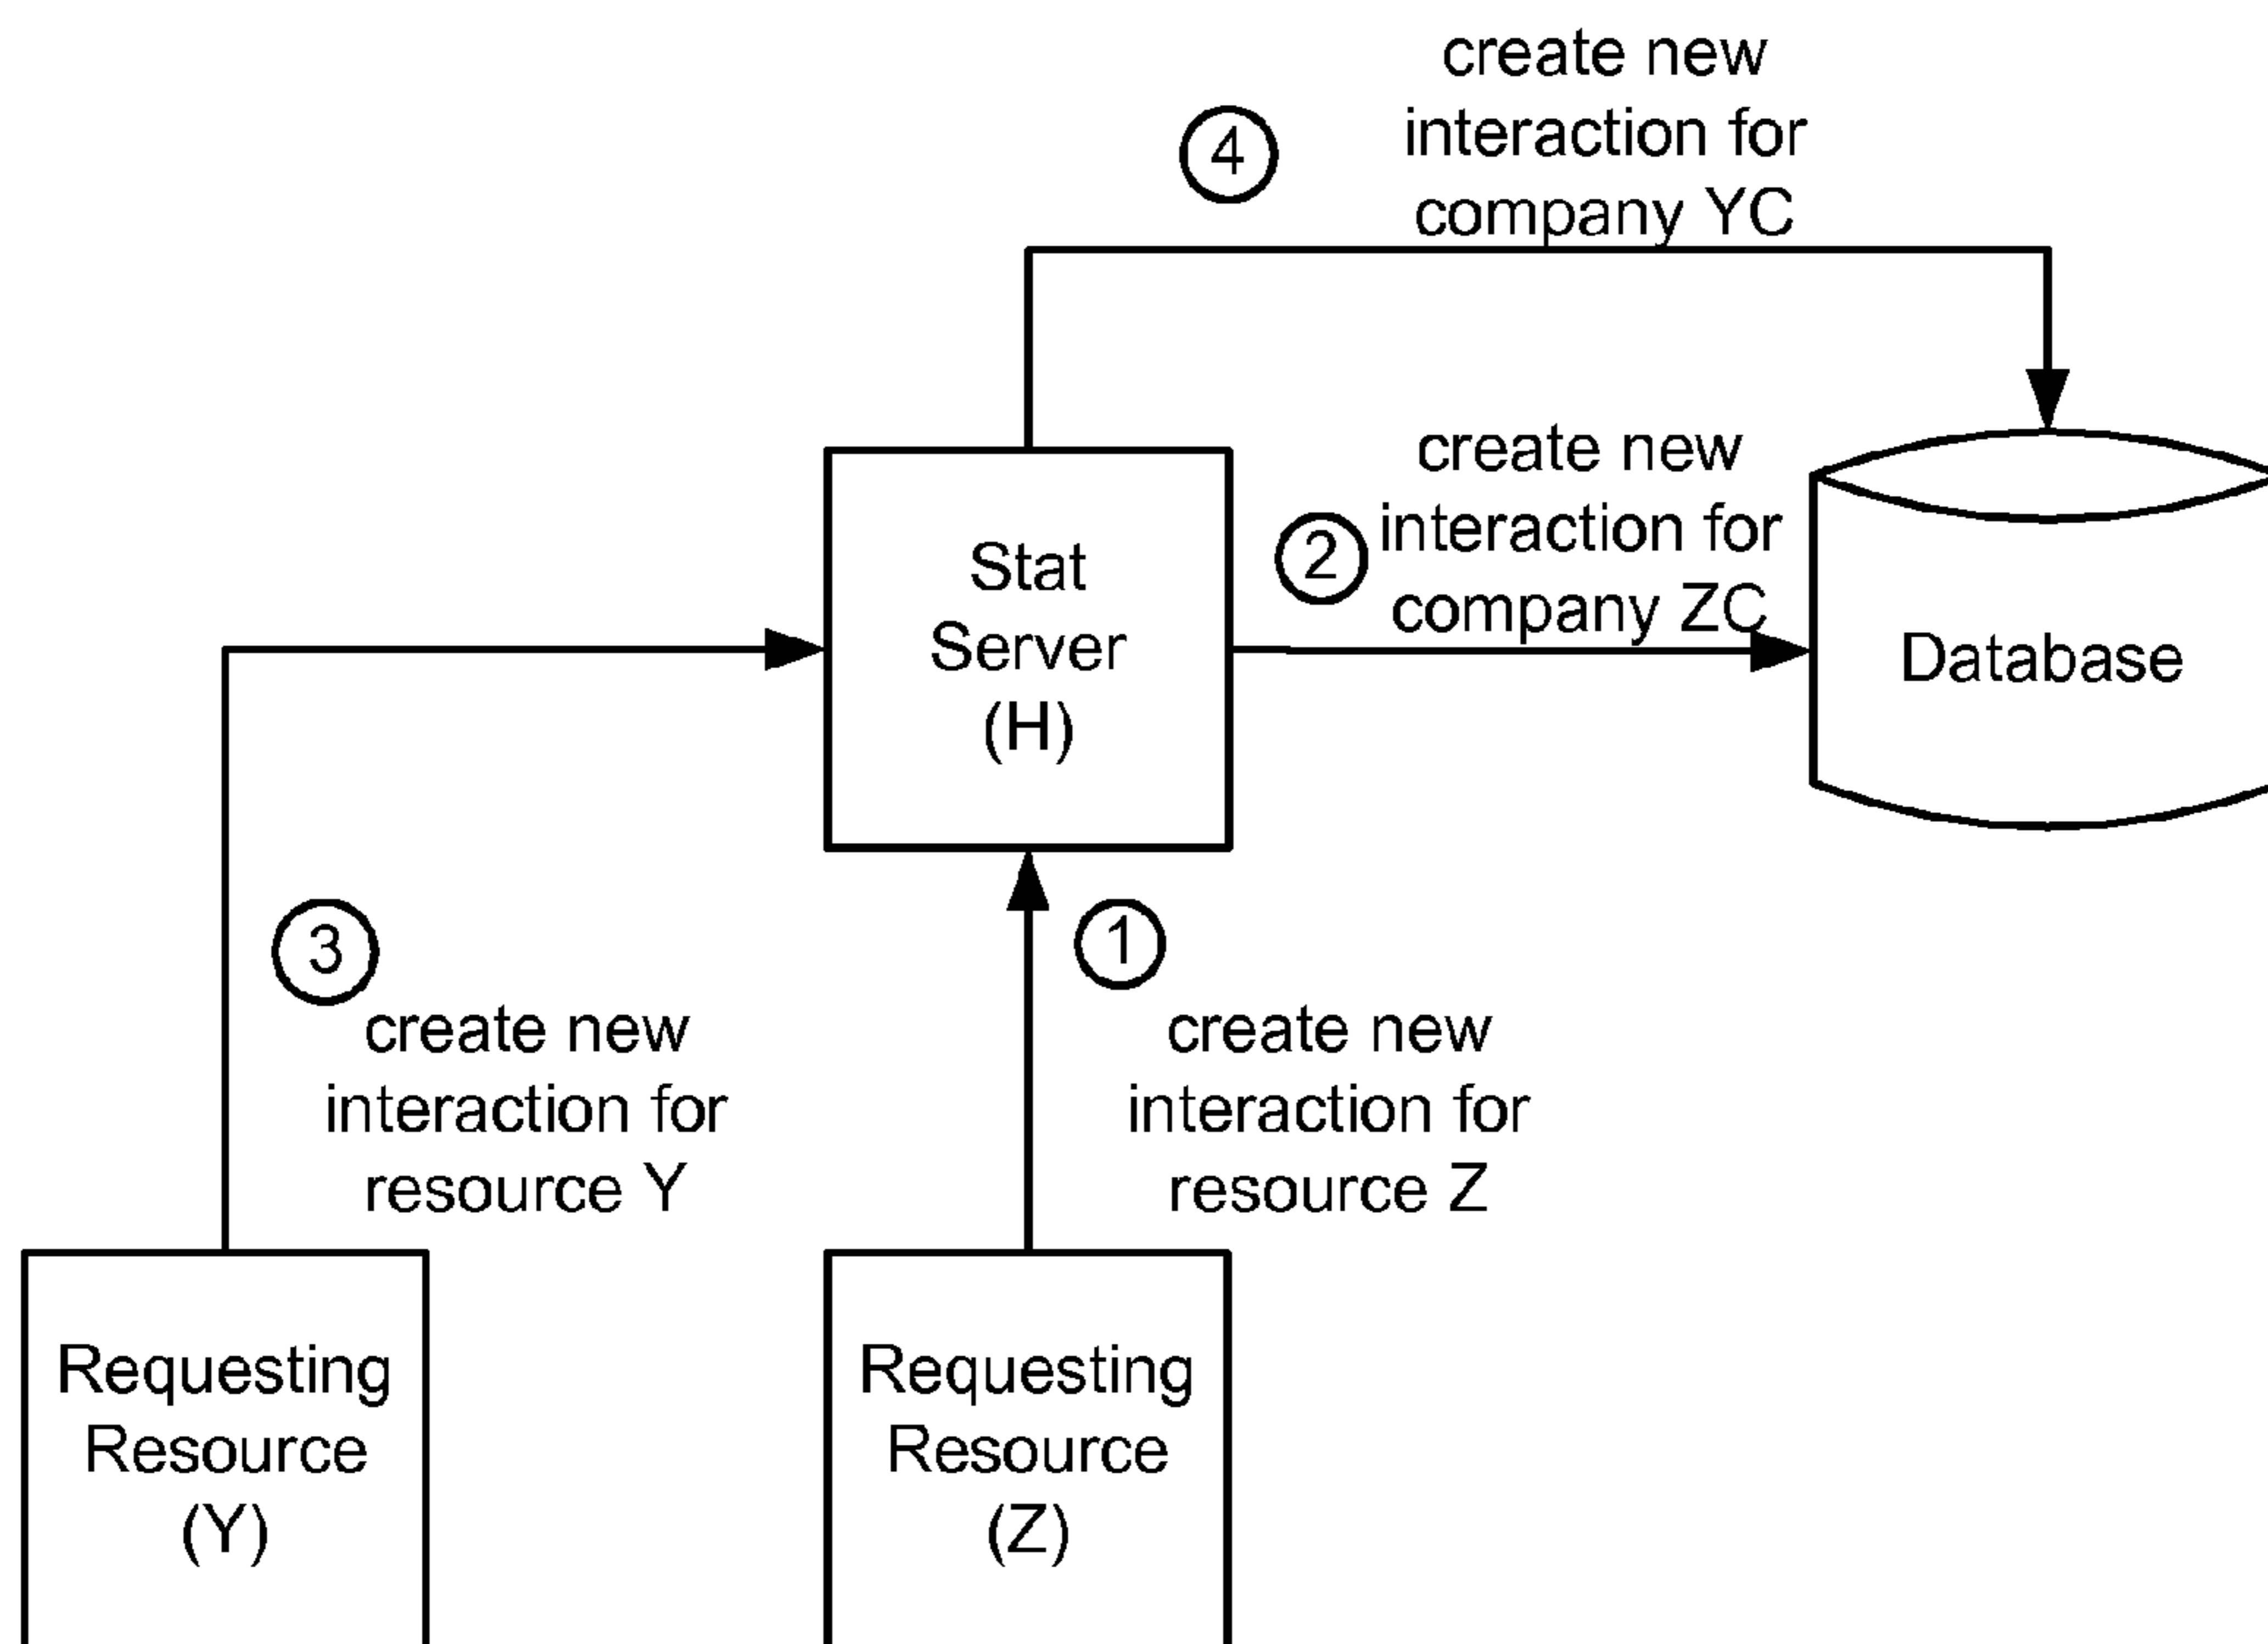 create new
interaction for
company YC
4
create new
interaction for
company ZC
2
Stat
Server
(H)
Database
3
create new
interaction for
resource Y
1
create new
interaction for
resource Z
Requesting
Resource
(Y)
Requesting
Resource
(Z)